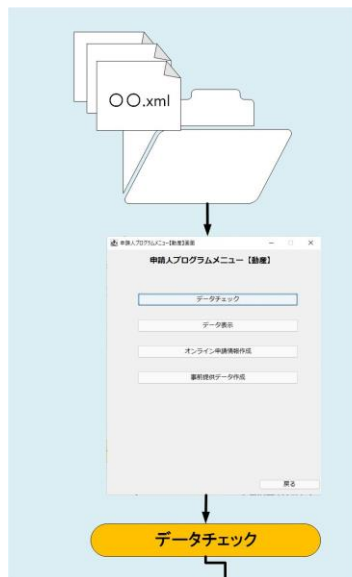 〇〇.xml
申請人プログラムメニュー【動産】画面
申請人プログラムメニュー【動産】
データチェック
データ表示
オンライン申請情報作成
事前提供データ作成
戻る
データチェック